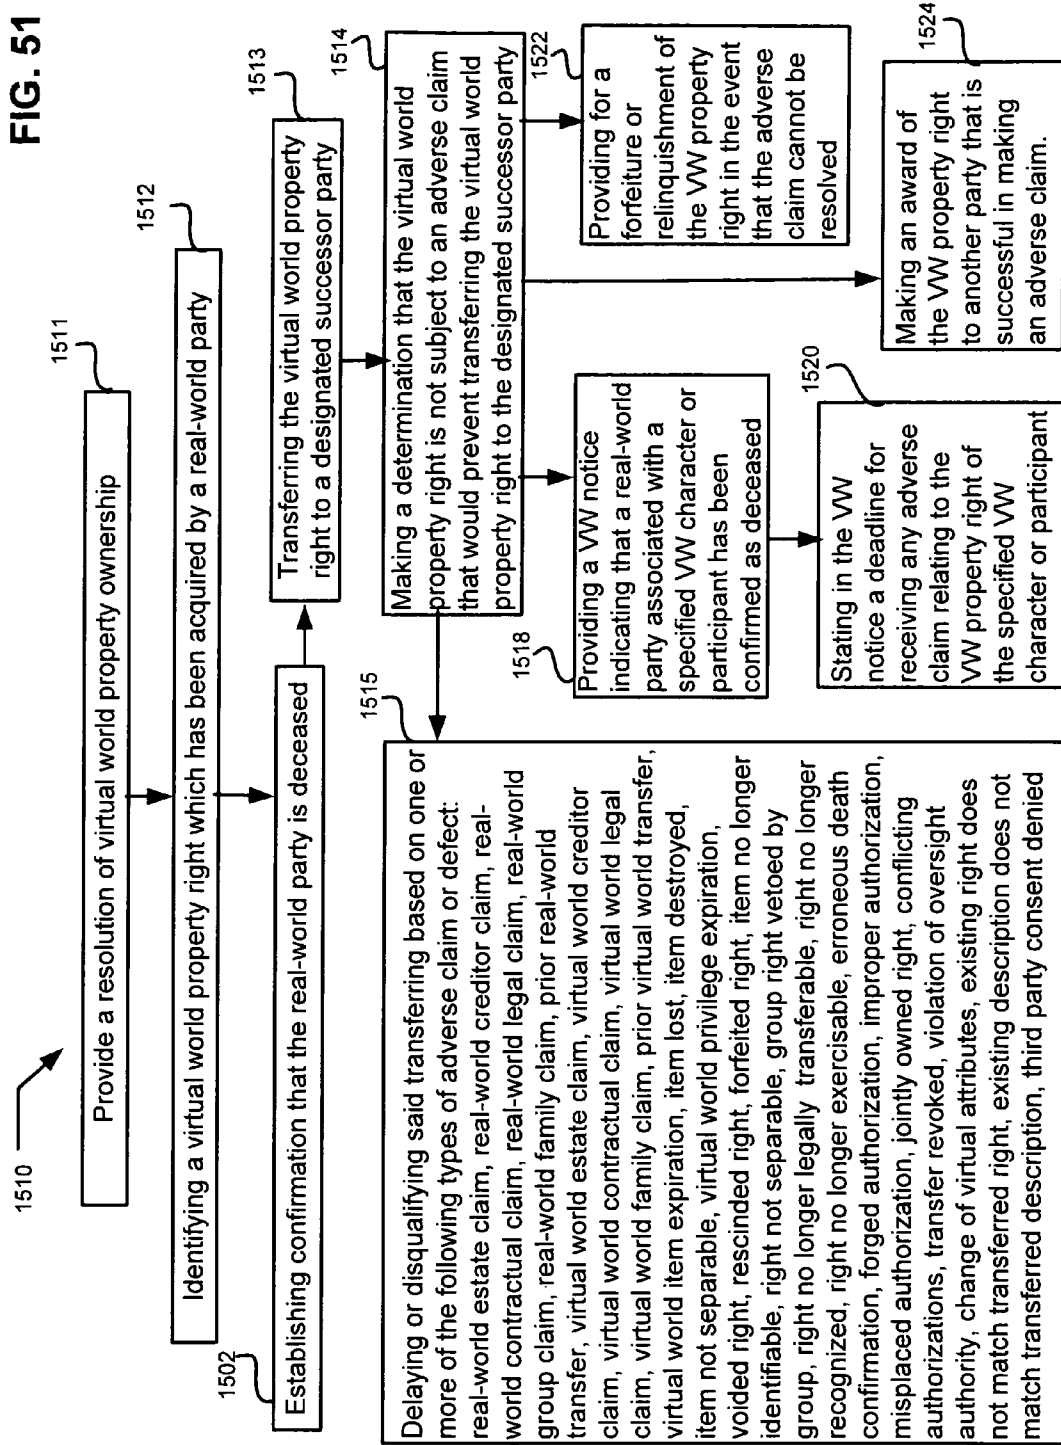 FIG. 51
1510
1511
Provide a resolution of virtual world property ownership
1512
Identifying a virtual world property right which has been acquired by a real-world party
1502
Establishing confirmation that the real-world party is deceased
1513
Transferring the virtual world property
right to a designated successor party
1514
Making a determination that the virtual world
property right is not subject to an adverse claim
that would prevent transferring the virtual world
property right to the designated successor party
1515
Delaying or disqualifying said transferring based on one or
more of the following types of adverse claim or defect:
real-world estate claim, real-world creditor claim, real-
world contractual claim, real-world legal claim, real-world
group claim, real-world family claim, prior real-world
transfer, virtual world estate claim, virtual world creditor
claim, virtual world contractual claim, virtual world legal
claim, virtual world family claim, prior virtual world transfer,
virtual world item expiration, item lost, item destroyed,
item not separable, virtual world privilege expiration,
voided right, rescinded right, forfeited right, item no longer
identifiable, right not separable, group right vetoed by
group, right no longer legally transferable, right no longer
recognized, right no longer exercisable, erroneous death
confirmation, forged authorization, improper authorization,
misplaced authorization, jointly owned right, conflicting
authorizations, transfer revoked, violation of oversight
authority, change of virtual attributes, existing right does
not match transferred right, existing description does not
match transferred description, third party consent denied
1518
Providing a VW notice
indicating that a real-world
party associated with a
specified VW character or
participant has been
confirmed as deceased
1520
Stating in the VW
notice a deadline for
receiving any adverse
claim relating to the
VW property right of
the specified VW
character or participant
1522
Providing for a
forfeiture or
relinquishment of
the VW property
right in the event
that the adverse
claim cannot be
resolved
1524
Making an award of
the VW property right
to another party that is
successful in making
an adverse claim.